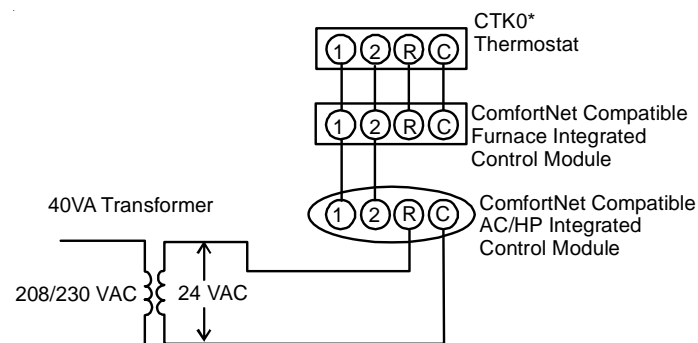 CTK0*
Thermostat
1 2 R C
ComfortNet Compatible
Furnace Integrated
Control Module
1 2 R C
ComfortNet Compatible
AC/HP Integrated
Control Module
1 2 R C
40VA Transformer
208/230 VAC
24 VAC